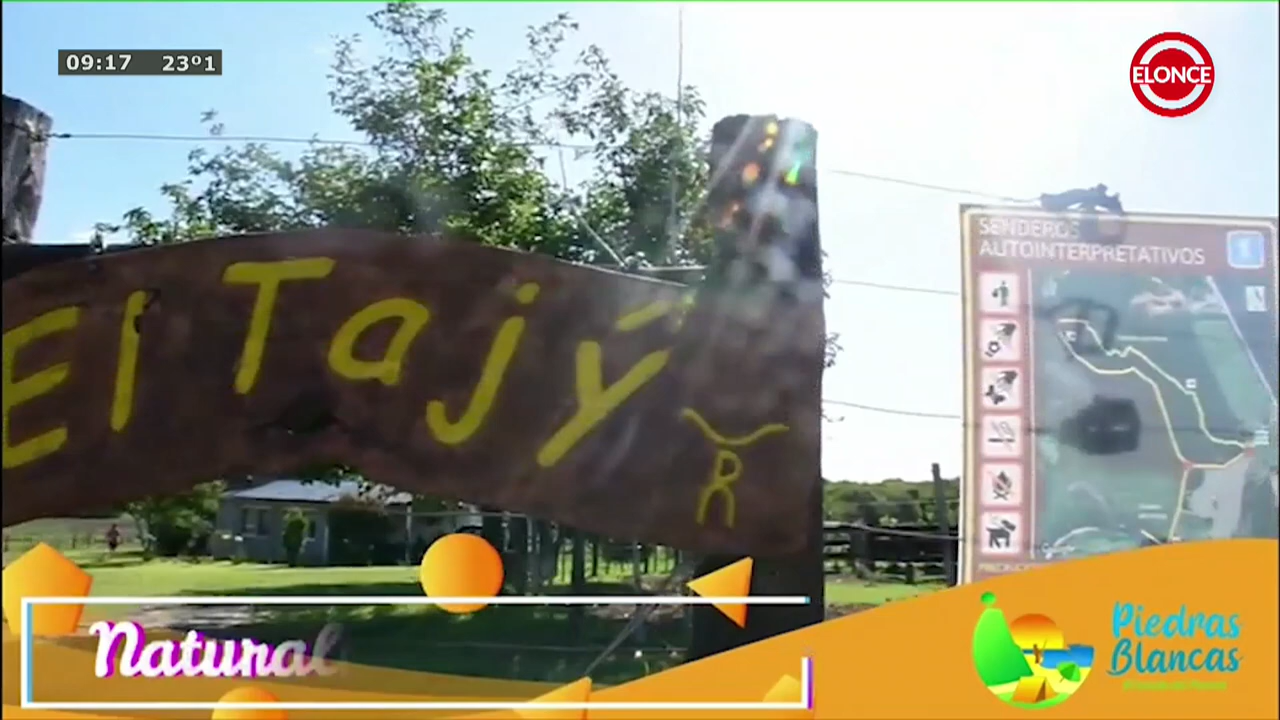 09:17 23º1
ELONCE
SENDEROS
AUTOINTERPRETATIVOS
El Tajý
R
Natural
Piedras
Blancas